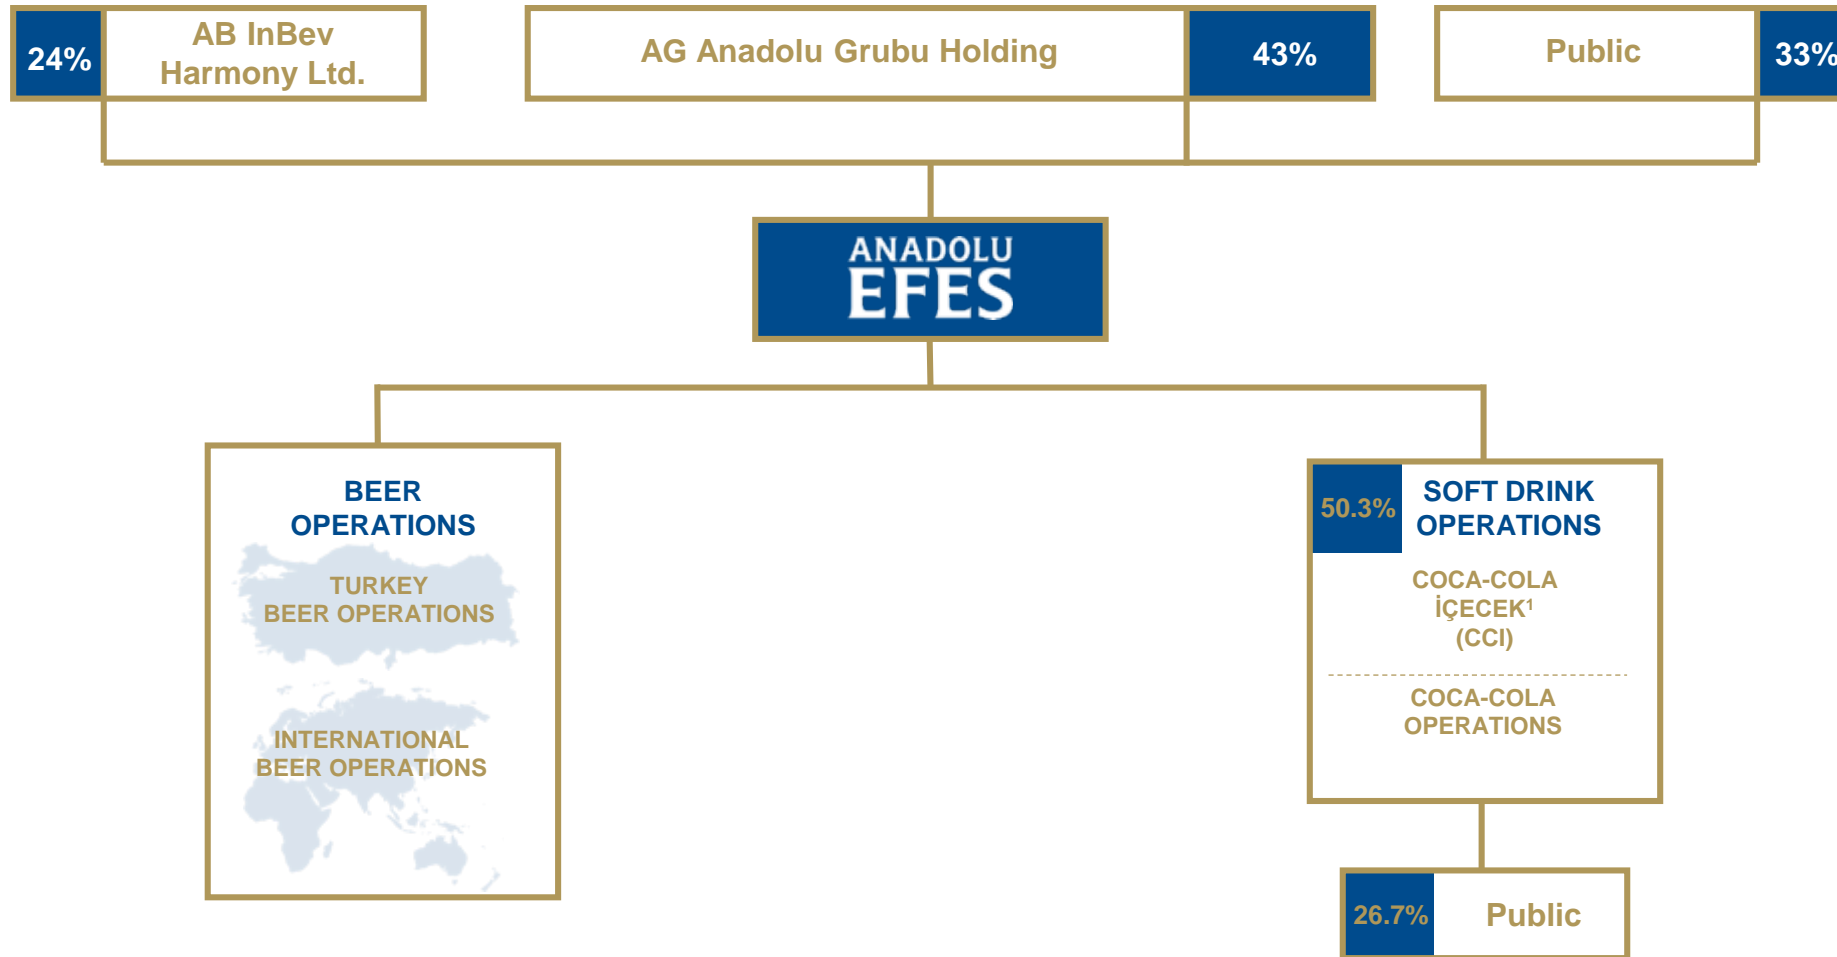 24%
AB InBev
Harmony Ltd.
AG Anadolu Grubu Holding
43%
Public
33%
ANADOLU
EFES
BEER
OPERATIONS
TURKEY
BEER OPERATIONS
INTERNATIONAL
BEER OPERATIONS
50.3%
SOFT DRINK
OPERATIONS
COCA-COLA
İÇECEK¹
(CCI)
COCA-COLA
OPERATIONS
26.7%
Public